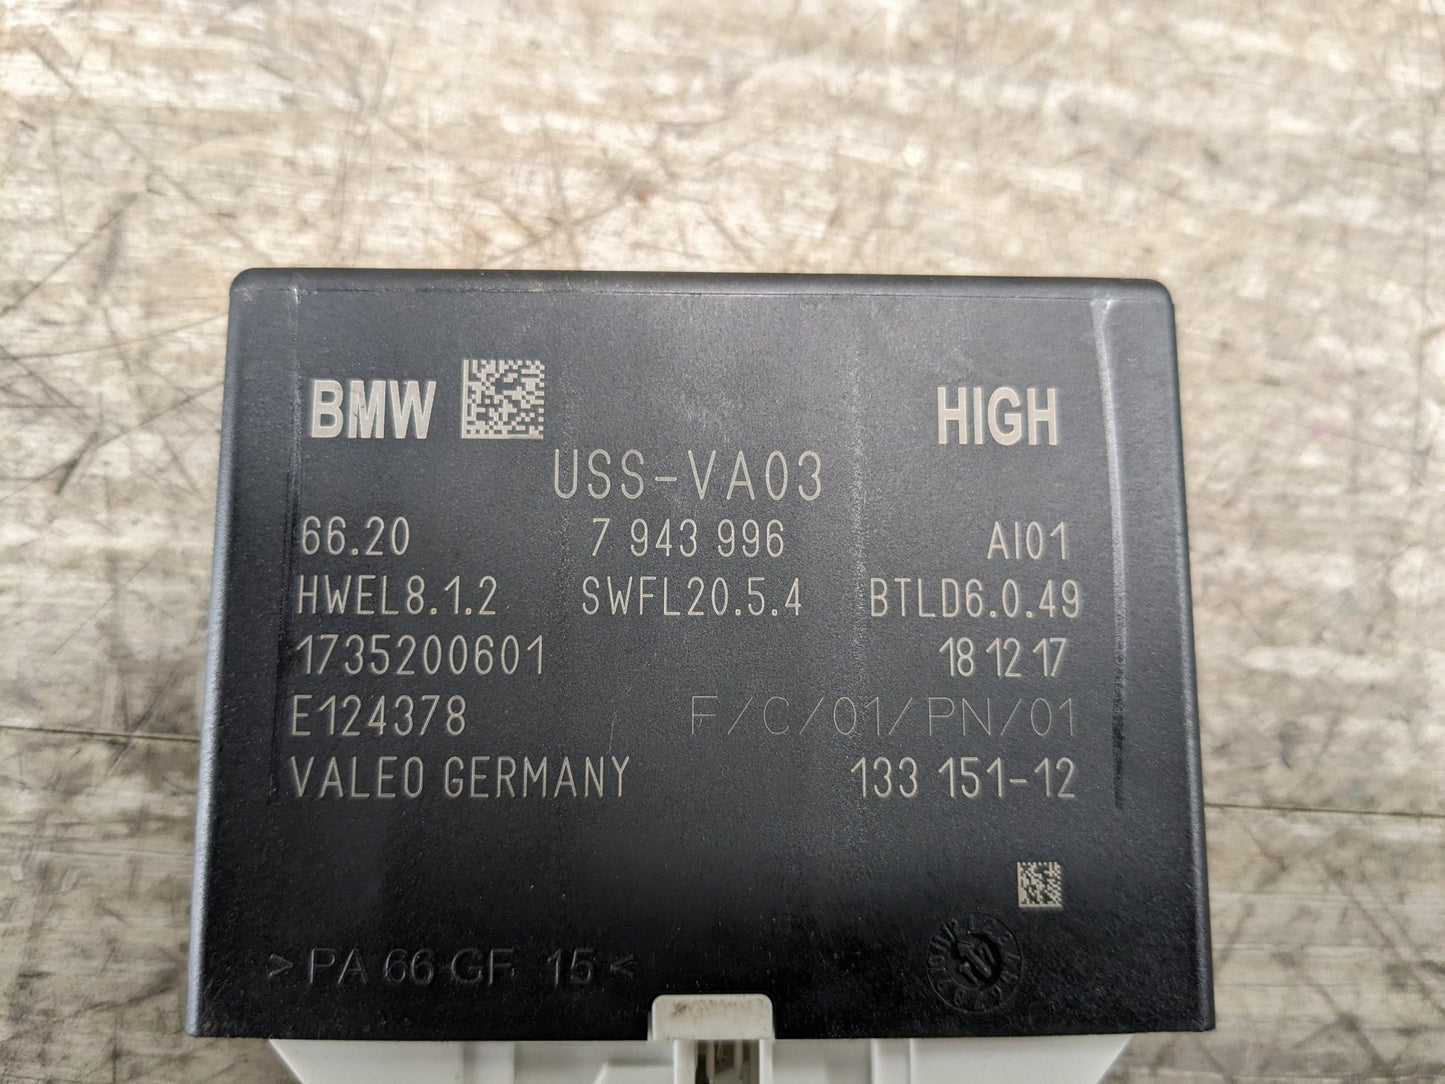 BMW HIGH
USS-VA03
66.20 7 943 996 AI01
HWEL8.1.2 SWFL20.5.4 BTLD6.0.49
1735200601 18 12 17
E124378 F/C/01/PN/01
VALEO GERMANY 133 151-12
>PA 66 GF 15<